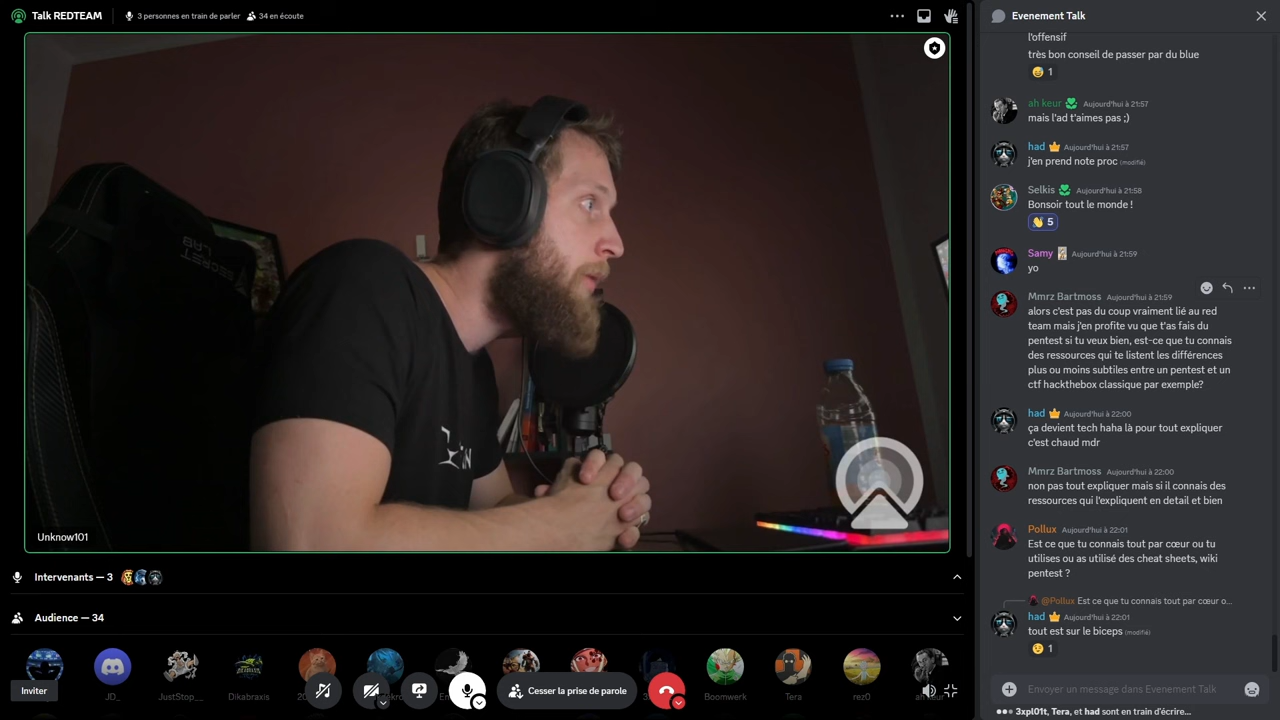 Talk REDTEAM
3 personnes en train de parler
34 en écoute
Unknow101
Intervenants — 3
Audience — 34
JD_
JustStop__
Dikabraxis
Boomwerk
Tera
rez0
ah keur
Inviter
Cesser la prise de parole
Evenement Talk
l'offensif
très bon conseil de passer par du blue
😅 1
ah keur Aujourd'hui à 21:57
mais l'ad t'aimes pas ;)
had Aujourd'hui à 21:57
j'en prend note proc (modifié)
Selkis Aujourd'hui à 21:58
Bonsoir tout le monde !
👋 5
Samy Aujourd'hui à 21:59
yo
Mmrz Bartmoss Aujourd'hui à 21:59
alors c'est pas du coup vraiment lié au red
team mais j'en profite vu que t'as fais du
pentest si tu veux bien, est-ce que tu connais
des ressources qui te listent les différences
plus ou moins subtiles entre un pentest et un
ctf hackthebox classique par exemple?
had Aujourd'hui à 22:00
ça devient tech haha là pour tout expliquer
c'est chaud mdr
Mmrz Bartmoss Aujourd'hui à 22:00
non pas tout expliquer mais si il connais des
ressources qui l'expliquent en detail et bien
Pollux Aujourd'hui à 22:01
Est ce que tu connais tout par cœur ou tu
utilises ou as utilisé des cheat sheets, wiki
pentest ?
@Pollux Est ce que tu connais tout par cœur o...
had Aujourd'hui à 22:01
tout est sur le biceps (modifié)
1
Envoyer un message dans Evenement Talk
3xpl01t, Tera, et had sont en train d'écrire...